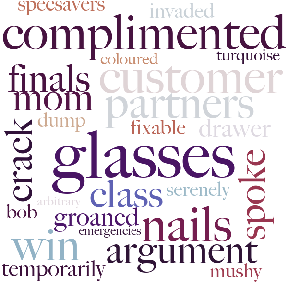 specsavers
invaded
complimented
coloured
turquoise
finals
customer
mom
partners
dump
fixable
drawer
crack
glasses
spoke
class
serenely
bob
arbitrary
groaned
nails
emergencies
win
argument
temporarily
mushy